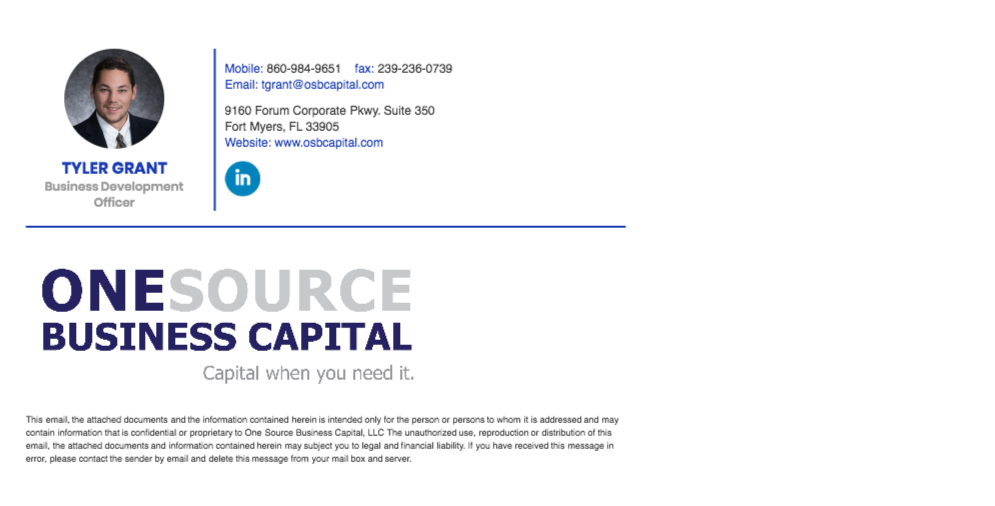 TYLER GRANT
Business Development
Officer
Mobile: 860-984-9651 fax: 239-236-0739
Email: tgrant@osbcapital.com
9160 Forum Corporate Pkwy. Suite 350
Fort Myers, FL 33905
Website: www.osbcapital.com
in
ONESOURCE
BUSINESS CAPITAL
Capital when you need it.
This email, the attached documents and the information contained herein is intended only for the person or persons to whom it is addressed and may
contain information that is confidential or proprietary to One Source Business Capital, LLC The unauthorized use, reproduction or distribution of this
email, the attached documents and information contained herein may subject you to legal and financial liability. If you have received this message in
error, please contact the sender by email and delete this message from your mail box and server.